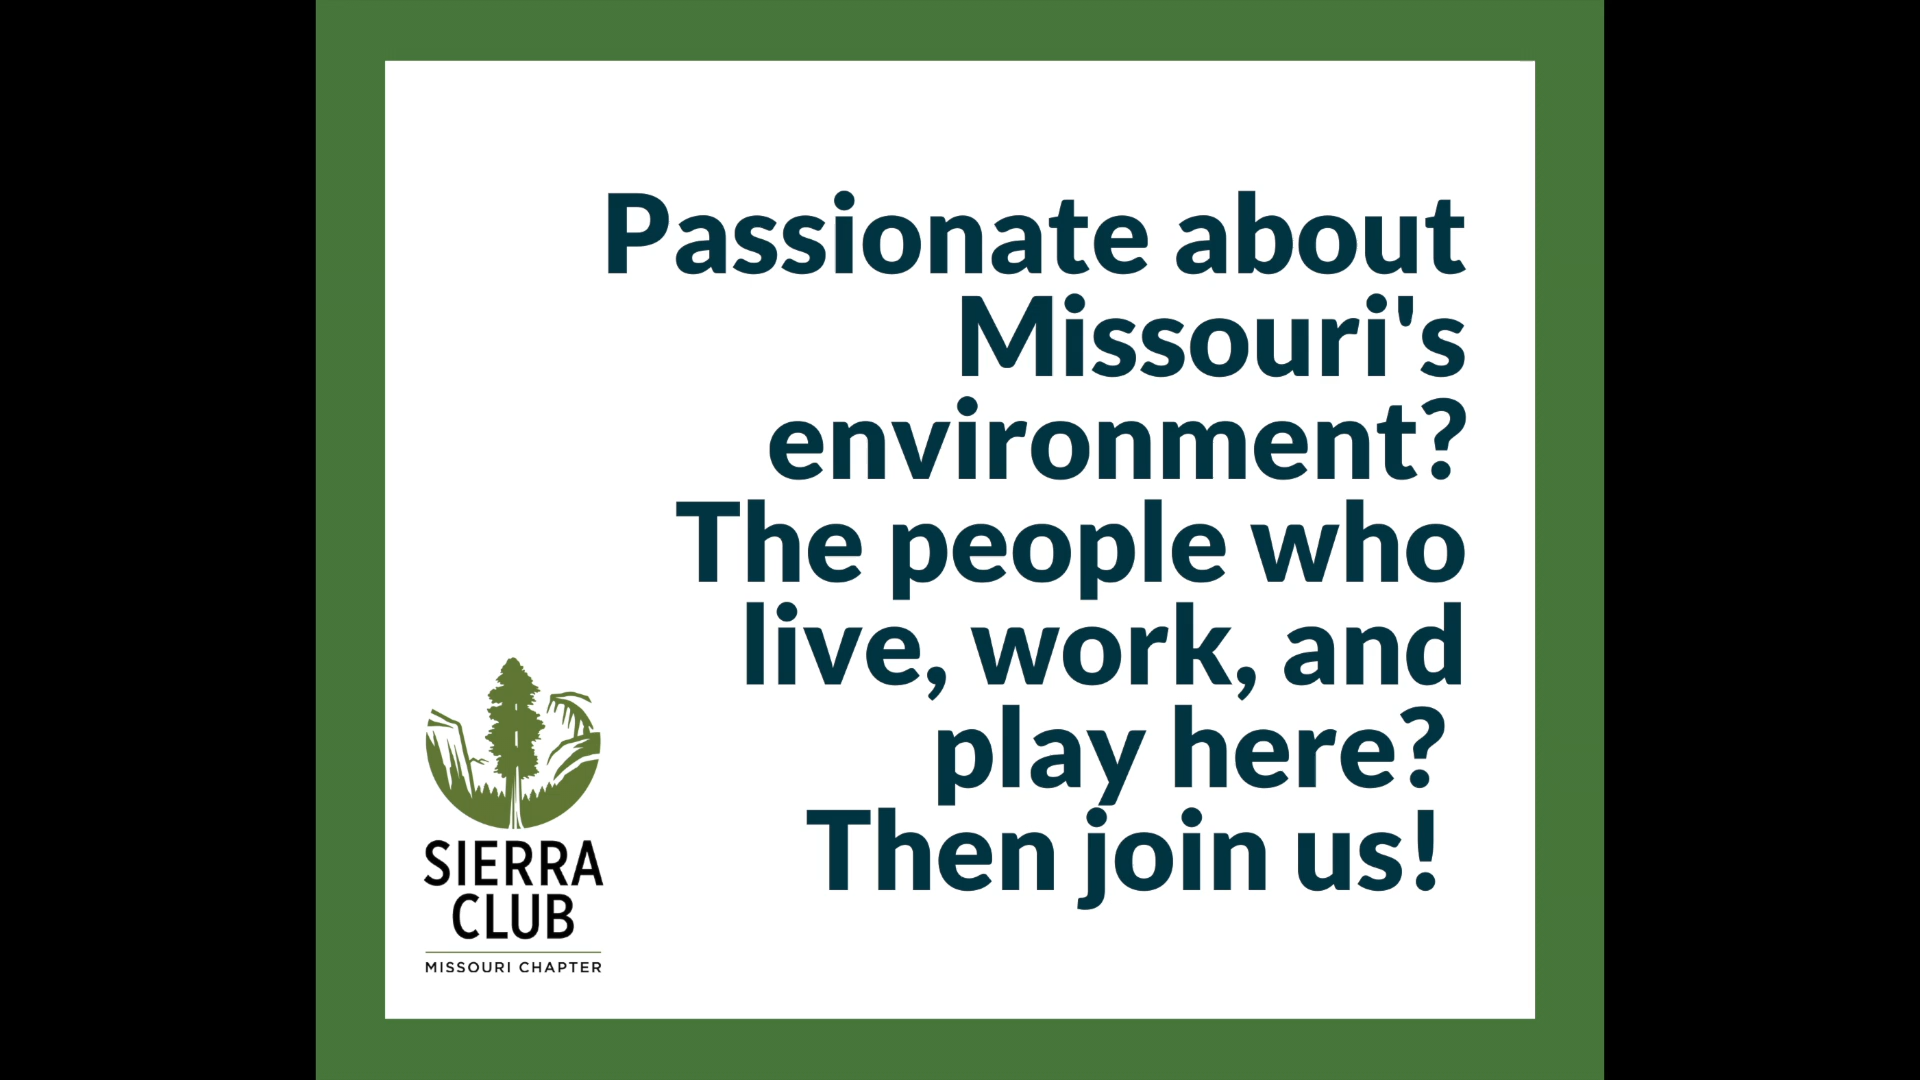 Passionate about
Missouri's
environment?
The people who
live, work, and
play here?
Then join us!
SIERRA
CLUB
MISSOURI CHAPTER